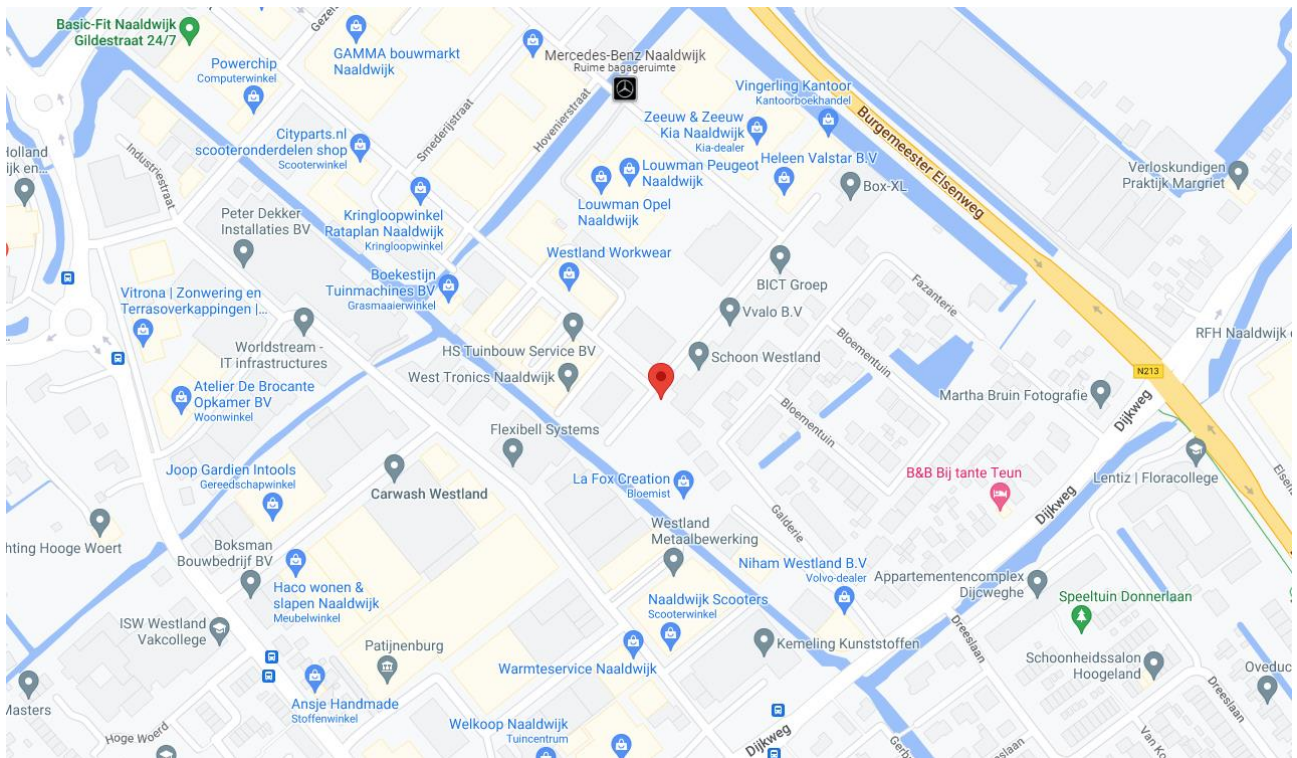 Basic-Fit Naaldwijk
Gildestraat 24/7
GAMMA bouwmarkt
Naaldwijk
Powerchip
Computerwinkel
Mercedes-Benz Naaldwijk
Ruime bagageruimte
Smederijstraat
Hovenierstraat
Vingerling Kantoor
Kantoorboekhandel
Burgemeester Elsenweg
Zeeuw & Zeeuw
Kia Naaldwijk
Kia-dealer
Cityparts.nl
scooteronderdelen shop
Scooterwinkel
Industriestraat
Holland
Louwman Peugeot
Naaldwijk
Heleen Valstar B.V
Box-XL
Verloskundigen
Praktijk Margriet
Louwman Opel
Naaldwijk
Peter Dekker
Installaties BV
Kringloopwinkel
Rataplan Naaldwijk
Kringloopwinkel
Westland Workwear
Boekestijn
Tuinmachines BV
Grasmaaierwinkel
BICT Groep
Fazanterie
Vitrona | Zonwering en
Terrasoverkappingen |...
Vvalo B.V
Bloementuin
RFH Naaldwijk
Worldstream -
IT infrastructures
HS Tuinbouw Service BV
Schoon Westland
West Tronics Naaldwijk
N213
Atelier De Brocante
Opkamer BV
Woonwinkel
Martha Bruin Fotografie
Dijkweg
Bloementuin
Flexibell Systems
Joop Gardien Intools
Gereedschapwinkel
Carwash Westland
La Fox Creation
Bloemist
B&B Bij tante Teun
Lentiz | Floracollege
Dijkweg
Galderie
hting Hooge Woert
Boksman
Bouwbedrijf BV
Westland
Metaalbewerking
Niham Westland B.V
Volvo-dealer
Appartementencomplex
Dijcweghe
Haco wonen &
slapen Naaldwijk
Meubelwinkel
Naaldwijk Scooters
Scooterwinkel
Speeltuin Donnerlaan
ISW Westland
Vakcollege
Patijnenburg
Warmteservice Naaldwijk
Kemeling Kunststoffen
Dreeslaan
Schoonheidssalon
Hoogeland
Masters
Ansje Handmade
Stoffenwinkel
Dreeslaan
Hoge Woerd
Welkoop Naaldwijk
Tuincentrum
Dijkweg